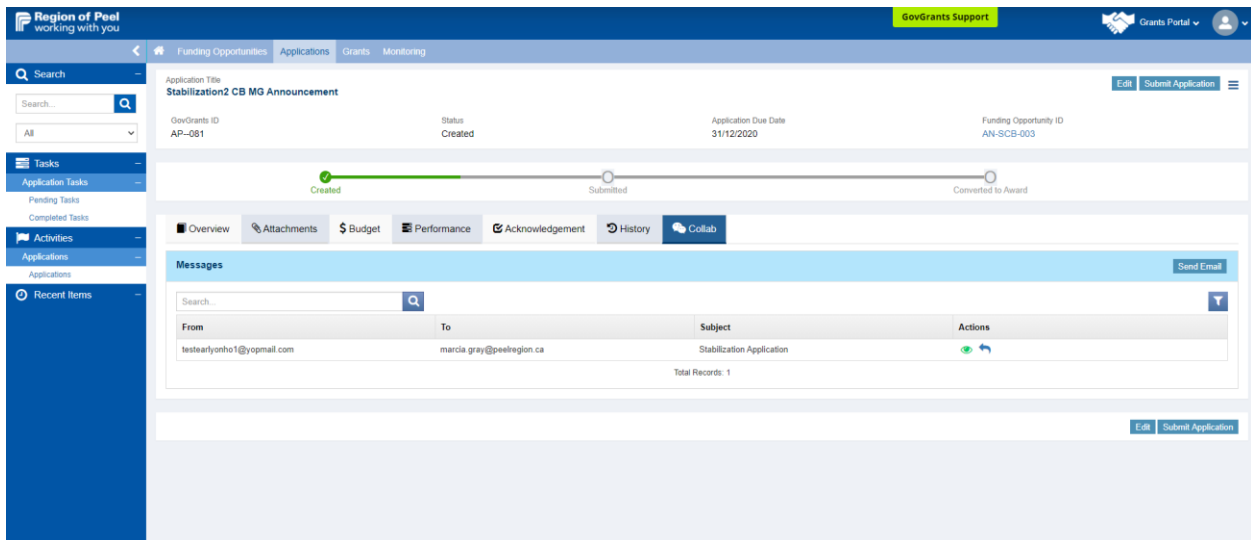 Region of Peel
working with you
GovGrants Support
Grants Portal
Funding Opportunities Applications Grants Monitoring
Search
Search...
All
Tasks
Application Tasks
Pending Tasks
Completed Tasks
Activities
Applications
Applications
Recent Items
Application Title
Stabilization2 CB MG Announcement
Edit Submit Application
GovGrants ID Status Application Due Date Funding Opportunity ID
AP--081 Created 31/12/2020 AN-SCB-003
Created Submitted Converted to Award
Overview Attachments $ Budget Performance Acknowledgement History Collab
Messages Send Email
Search...
From To Subject Actions
testearlyonho1@yopmail.com marcia.gray@peelregion.ca Stabilization Application
Total Records: 1
Edit Submit Application